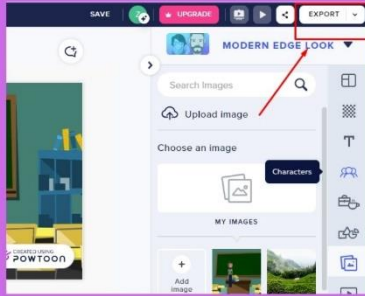 SAVE
UPGRADE
EXPORT
MODERN EDGE LOOK
Search Images
Upload image
Choose an image
Characters
MY IMAGES
CREATED USING
POWTOON
Add
image
T